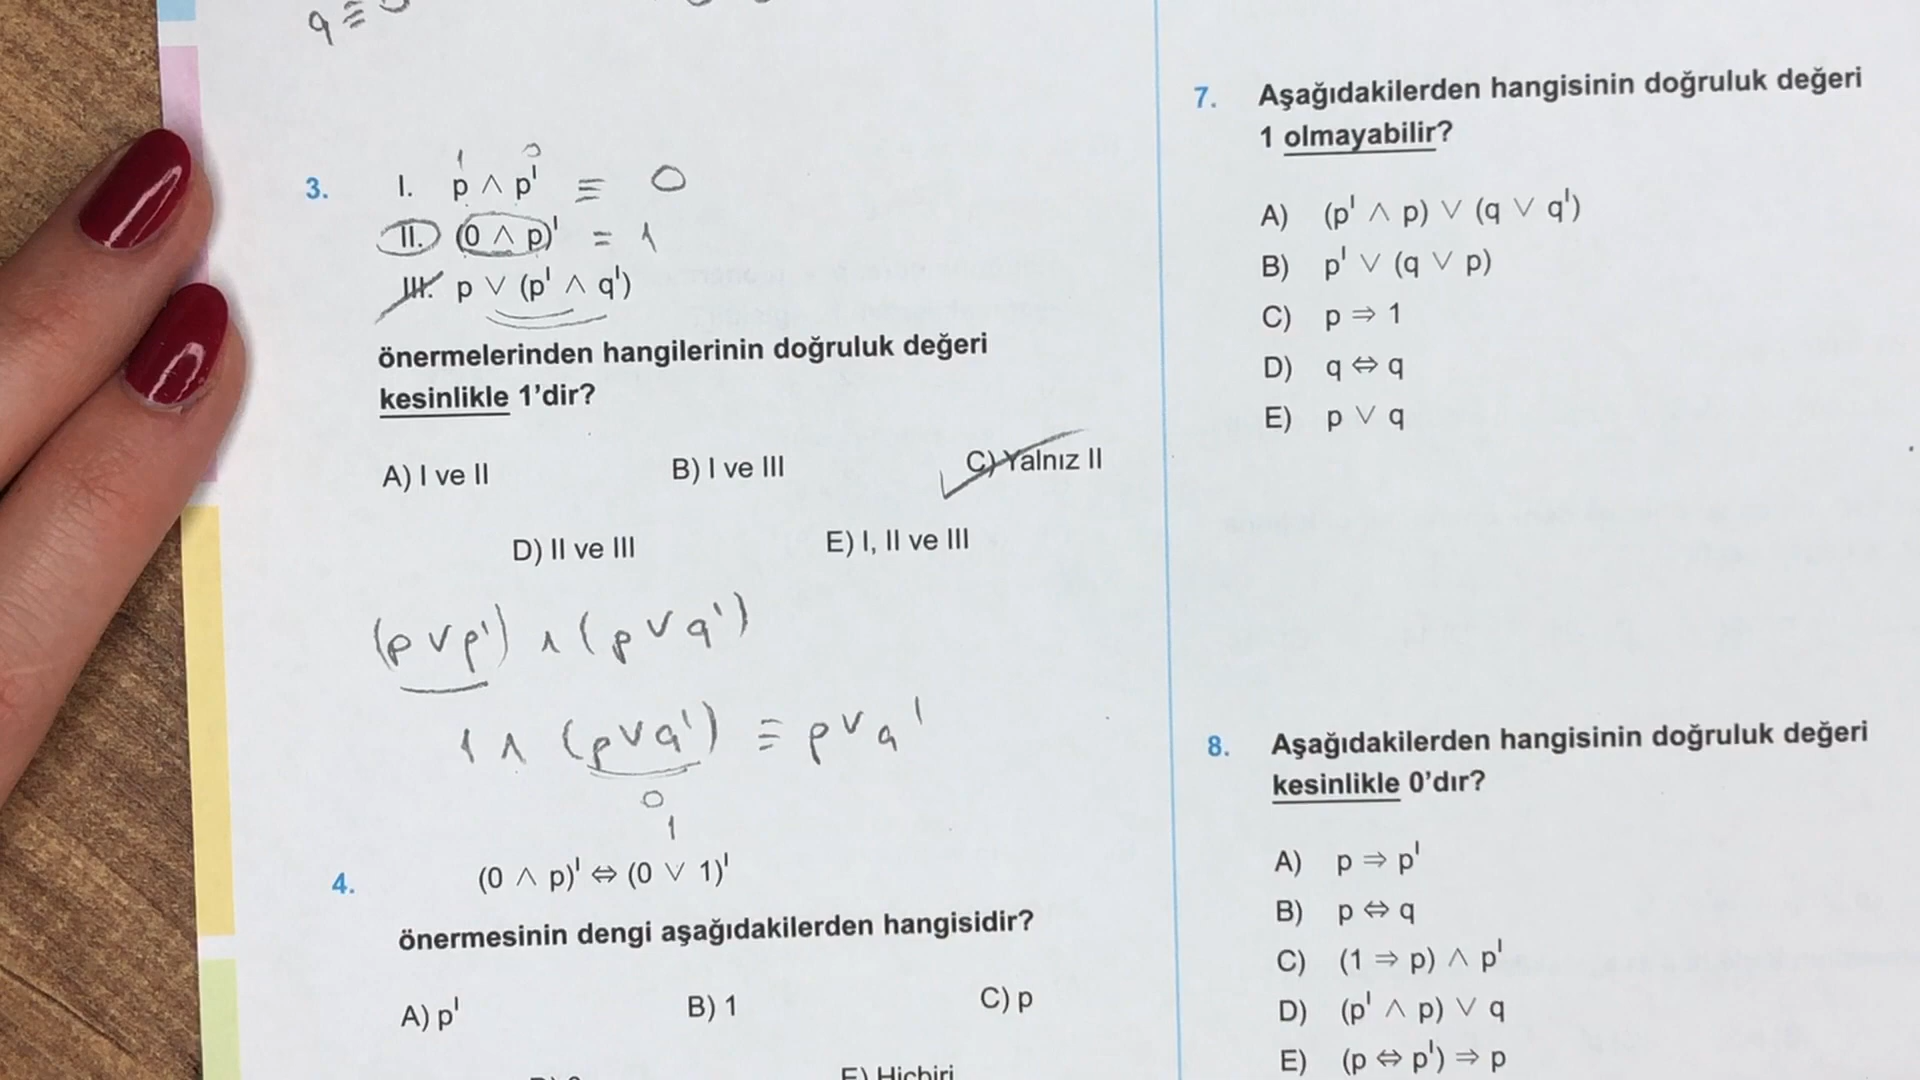 q ≡
3. I. p ∧ p' ≡ 0
1 0
II. (0 ∧ p)' = 1
III. p ∨ (p' ∧ q')
önermelerinden hangilerinin doğruluk değeri
kesinlikle 1'dir?
A) I ve II B) I ve III C) Yalnız II
D) II ve III E) I, II ve III
(p ∨ p') ∧ (p ∨ q')
1 ∧ (p ∨ q') ≡ p ∨ q'
0
1
4. (0 ∧ p)' ⇔ (0 ∨ 1)'
önermesinin dengi aşağıdakilerden hangisidir?
A) p' B) 1 C) p
E) Hiçbiri
7. Aşağıdakilerden hangisinin doğruluk değeri
1 olmayabilir?
A) (p' ∧ p) ∨ (q ∨ q')
B) p' ∨ (q ∨ p)
C) p ⇒ 1
D) q ⇔ q
E) p ∨ q
8. Aşağıdakilerden hangisinin doğruluk değeri
kesinlikle 0'dır?
A) p ⇒ p'
B) p ⇔ q
C) (1 ⇒ p) ∧ p'
D) (p' ∧ p) ∨ q
E) (p ⇔ p') ⇒ p